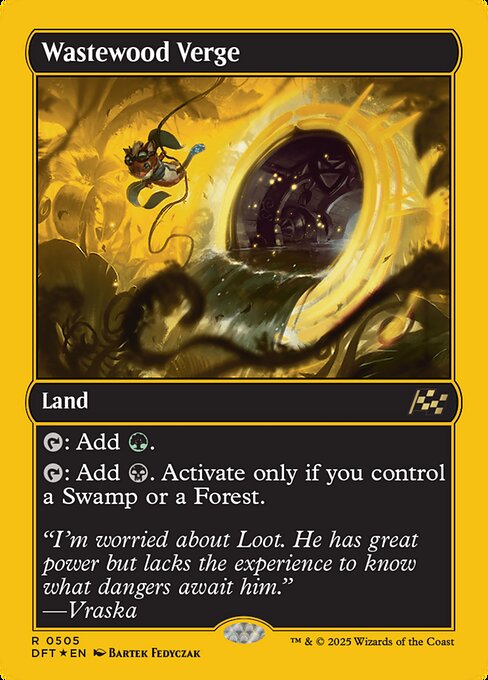 Wastewood Verge
Land
: Add .
: Add . Activate only if you control
a Swamp or a Forest.
“I’m worried about Loot. He has great
power but lacks the experience to know
what dangers await him.”
—Vraska
R 0505
DFT★EN Bartek Fedyczak
™ & © 2025 Wizards of the Coast